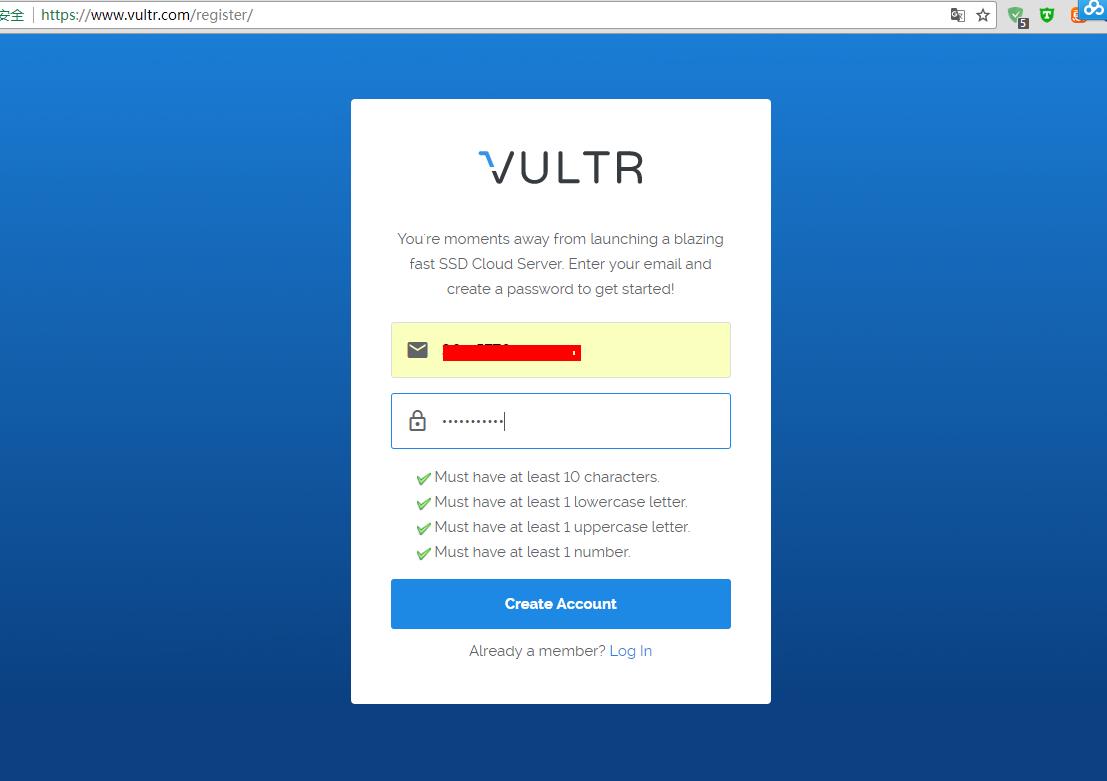 安全 https://www.vultr.com/register/
5
VULTR
You're moments away from launching a blazing
fast SSD Cloud Server. Enter your email and
create a password to get started!
•••••••••••
Must have at least 10 characters.
Must have at least 1 lowercase letter.
Must have at least 1 uppercase letter.
Must have at least 1 number.
Create Account
Already a member? Log In